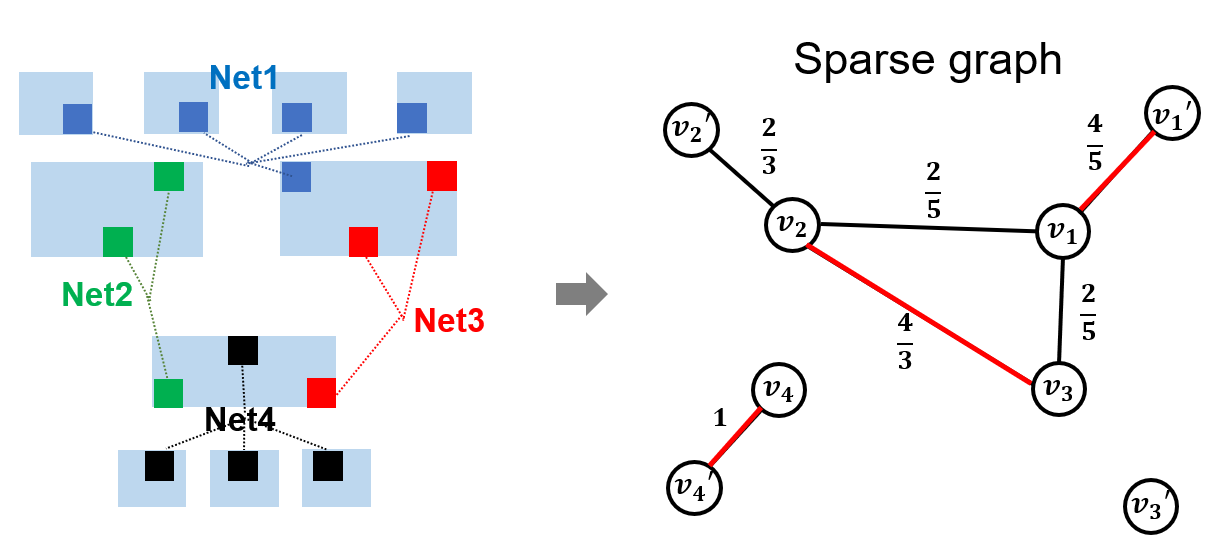 Net1
Net2
Net3
Net4
Sparse graph
v₂′
2/3
v₂
2/5
v₁
4/5
v₁′
4/3
2/5
v₃
v₄
1
v₄′
v₃′